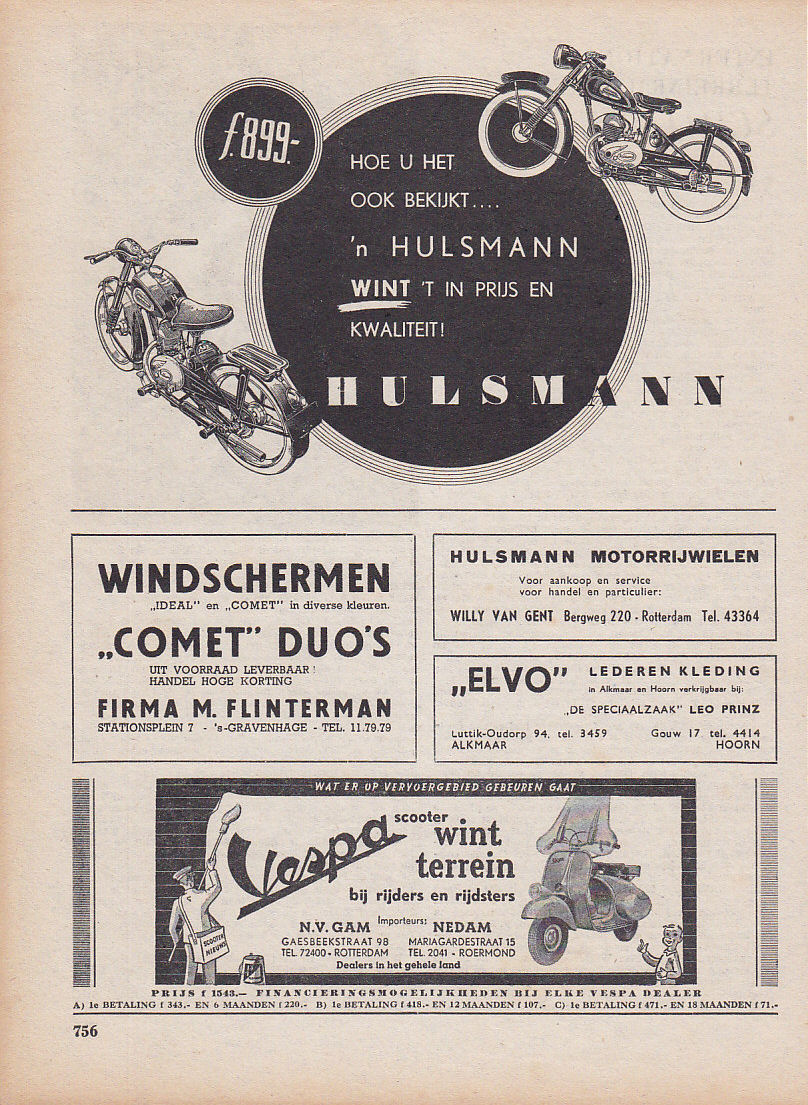 f.899.-
HOE U HET
OOK BEKIJKT....
'n HULSMANN
WINT 'T IN PRIJS EN
KWALITEIT!
HULSMANN
WINDSCHERMEN
„IDEAL" en „COMET" in diverse kleuren.
„COMET" DUO'S
UIT VOORRAAD LEVERBAAR!
HANDEL HOGE KORTING
FIRMA M. FLINTERMAN
STATIONSPLEIN 7 - 's-GRAVENHAGE - TEL. 11.79.79
HULSMANN MOTORRIJWIELEN
Voor aankoop en service
voor handel en particulier:
WILLY VAN GENT Bergweg 220 - Rotterdam Tel. 43364
„ELVO" LEDEREN KLEDING
in Alkmaar en Hoorn verkrijgbaar bij:
„DE SPECIAALZAAK" LEO PRINZ
Luttik-Oudorp 94. tel. 3459 Gouw 17 tel. 4414
ALKMAAR HOORN
WAT ER OP VERVOERGEBIED GEBEUREN GAAT
Vespa scooter wint
terrein
bij rijders en rijdsters
Importeurs:
N.V. GAM NEDAM
GAESBEEKSTRAAT 98 MARIAGARDESTRAAT 15
TEL. 72400 - ROTTERDAM TEL. 2041 - ROERMOND
Dealers in het gehele land
SCOOTER
NIEUWS
PRIJS f 1543.— FINANCIERINGSMOGELIJKHEDEN BIJ ELKE VESPA DEALER
A) 1e BETALING f 343,- EN 6 MAANDEN f 220.- B) 1e BETALING f 418.- EN 12 MAANDEN f 107,- C) 1e BETALING f 471.- EN 18 MAANDEN f 71.-
756